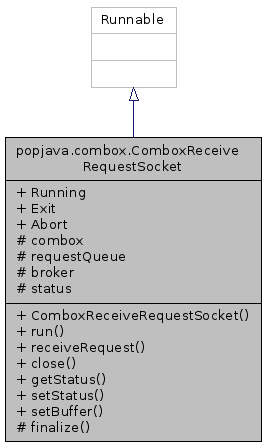 Runnable
popjava.combox.ComboxReceive
RequestSocket
+ Running
+ Exit
+ Abort
# combox
# requestQueue
# broker
# status
+ ComboxReceiveRequestSocket()
+ run()
+ receiveRequest()
+ close()
+ getStatus()
+ setStatus()
+ setBuffer()
# finalize()